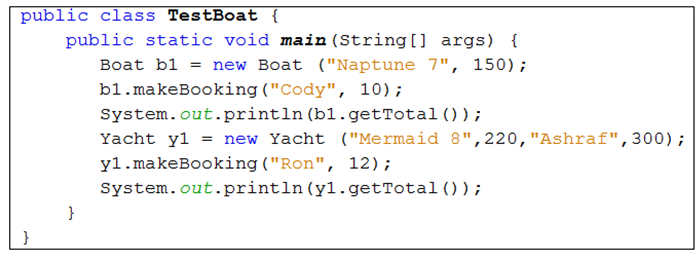 public class TestBoat {
public static void main(String[] args) {
Boat b1 = new Boat ("Naptune 7", 150);
b1.makeBooking("Cody", 10);
System.out.println(b1.getTotal());
Yacht y1 = new Yacht ("Mermaid 8",220,"Ashraf",300);
y1.makeBooking("Ron", 12);
System.out.println(y1.getTotal());
}
}